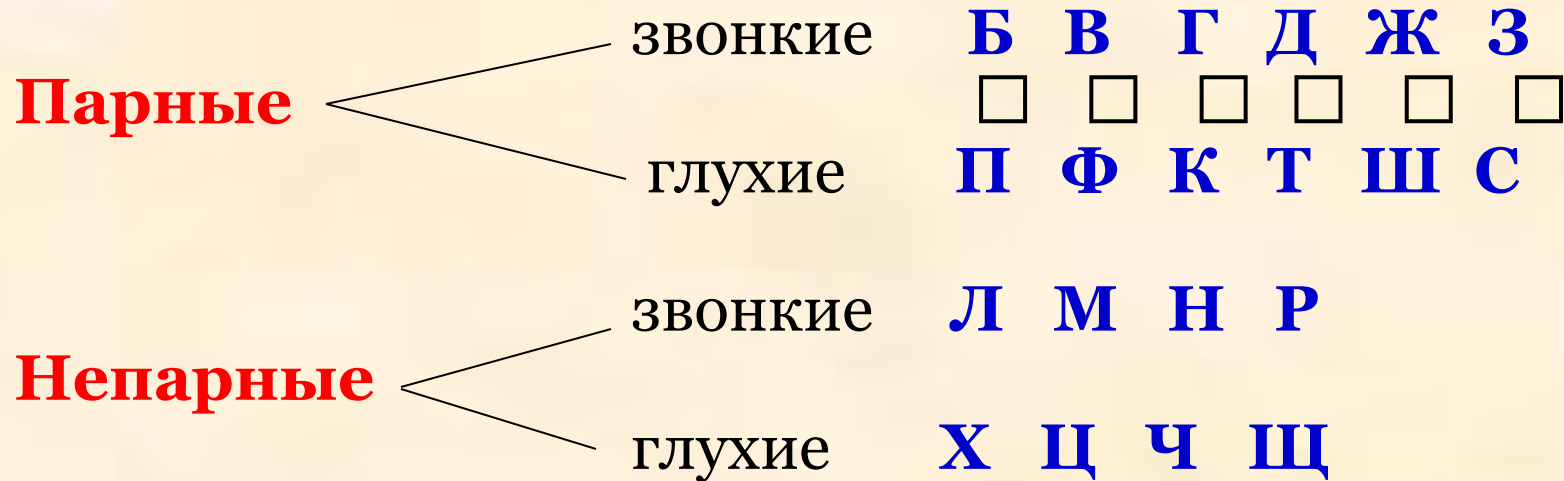 звонкие Б В Г Д Ж З
Парные □ □ □ □ □ □
глухие П Ф К Т Ш С
звонкие Л М Н Р
Непарные
глухие Х Ц Ч Щ